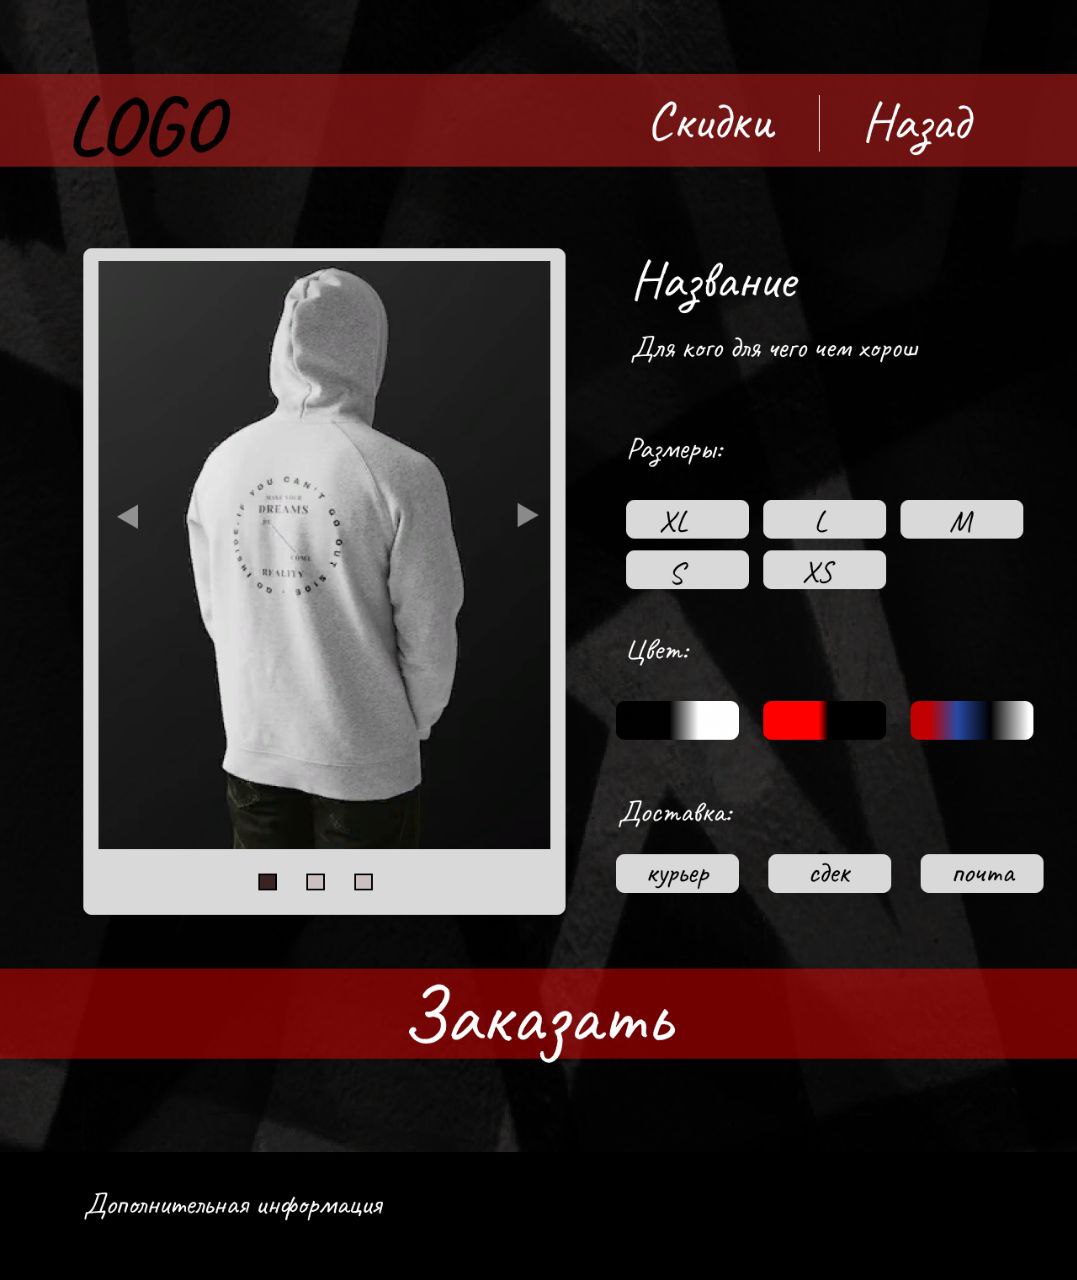 LOGO
Скидки
Назад
Название
Для кого для чего чем хорош
Размеры:
XL
L
M
S
XS
Цвет:
Доставка:
курьер
сдек
почта
IF YOU CAN'T GO OUT SIDE · GO INSIDE ·
MAKE YOUR
DREAMS
BE
COME
REALITY
Заказать
Дополнительная информация